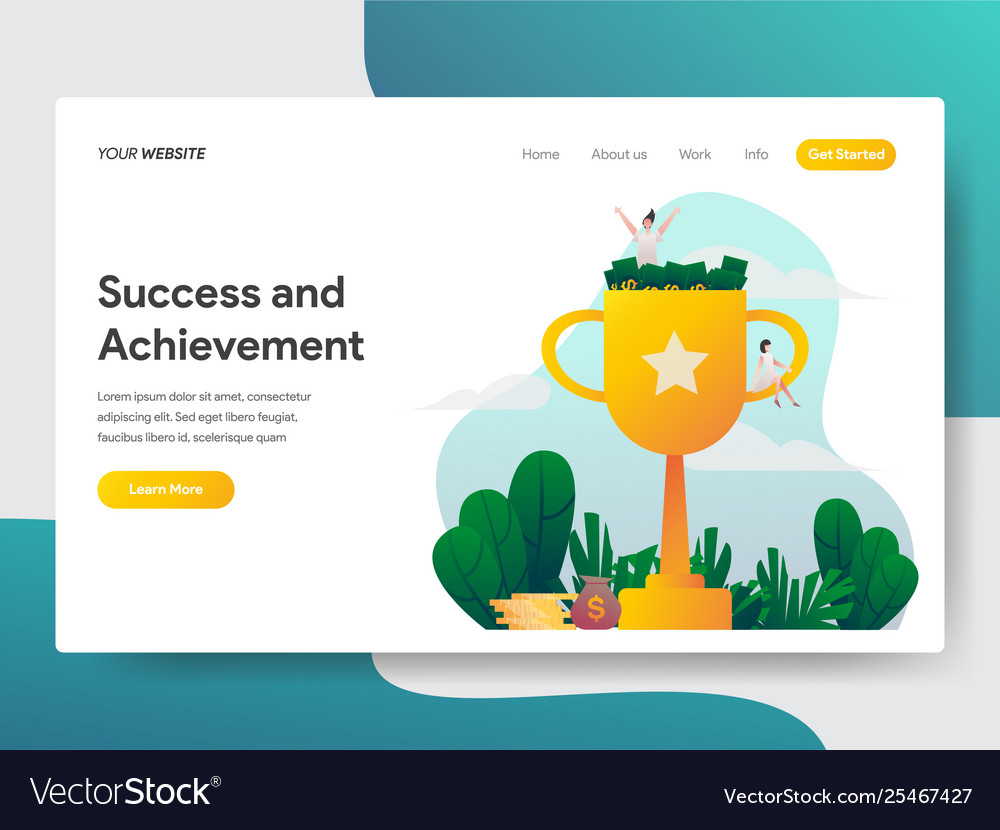 YOUR WEBSITE
Home About us Work Info Get Started
Success and
Achievement
Lorem ipsum dolor sit amet, consectetur
adipiscing elit. Sed eget libero feugiat,
faucibus libero id, scelerisque quam
Learn More
$ $ $ $
$
VectorStock®
VectorStock.com/25467427